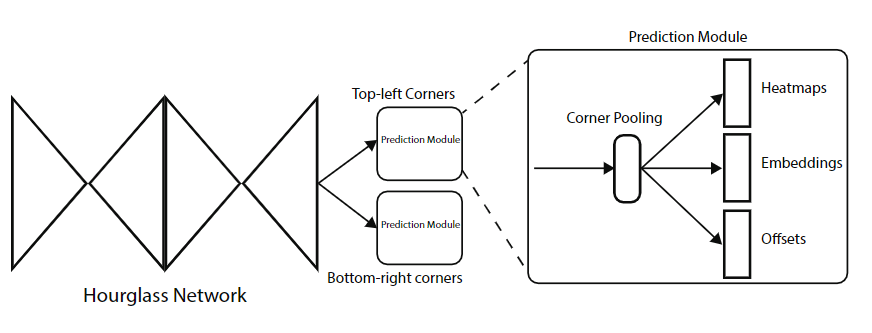 Prediction Module
Top-left Corners
Prediction Module
Prediction Module
Bottom-right corners
Hourglass Network
Corner Pooling
Heatmaps
Embeddings
Offsets